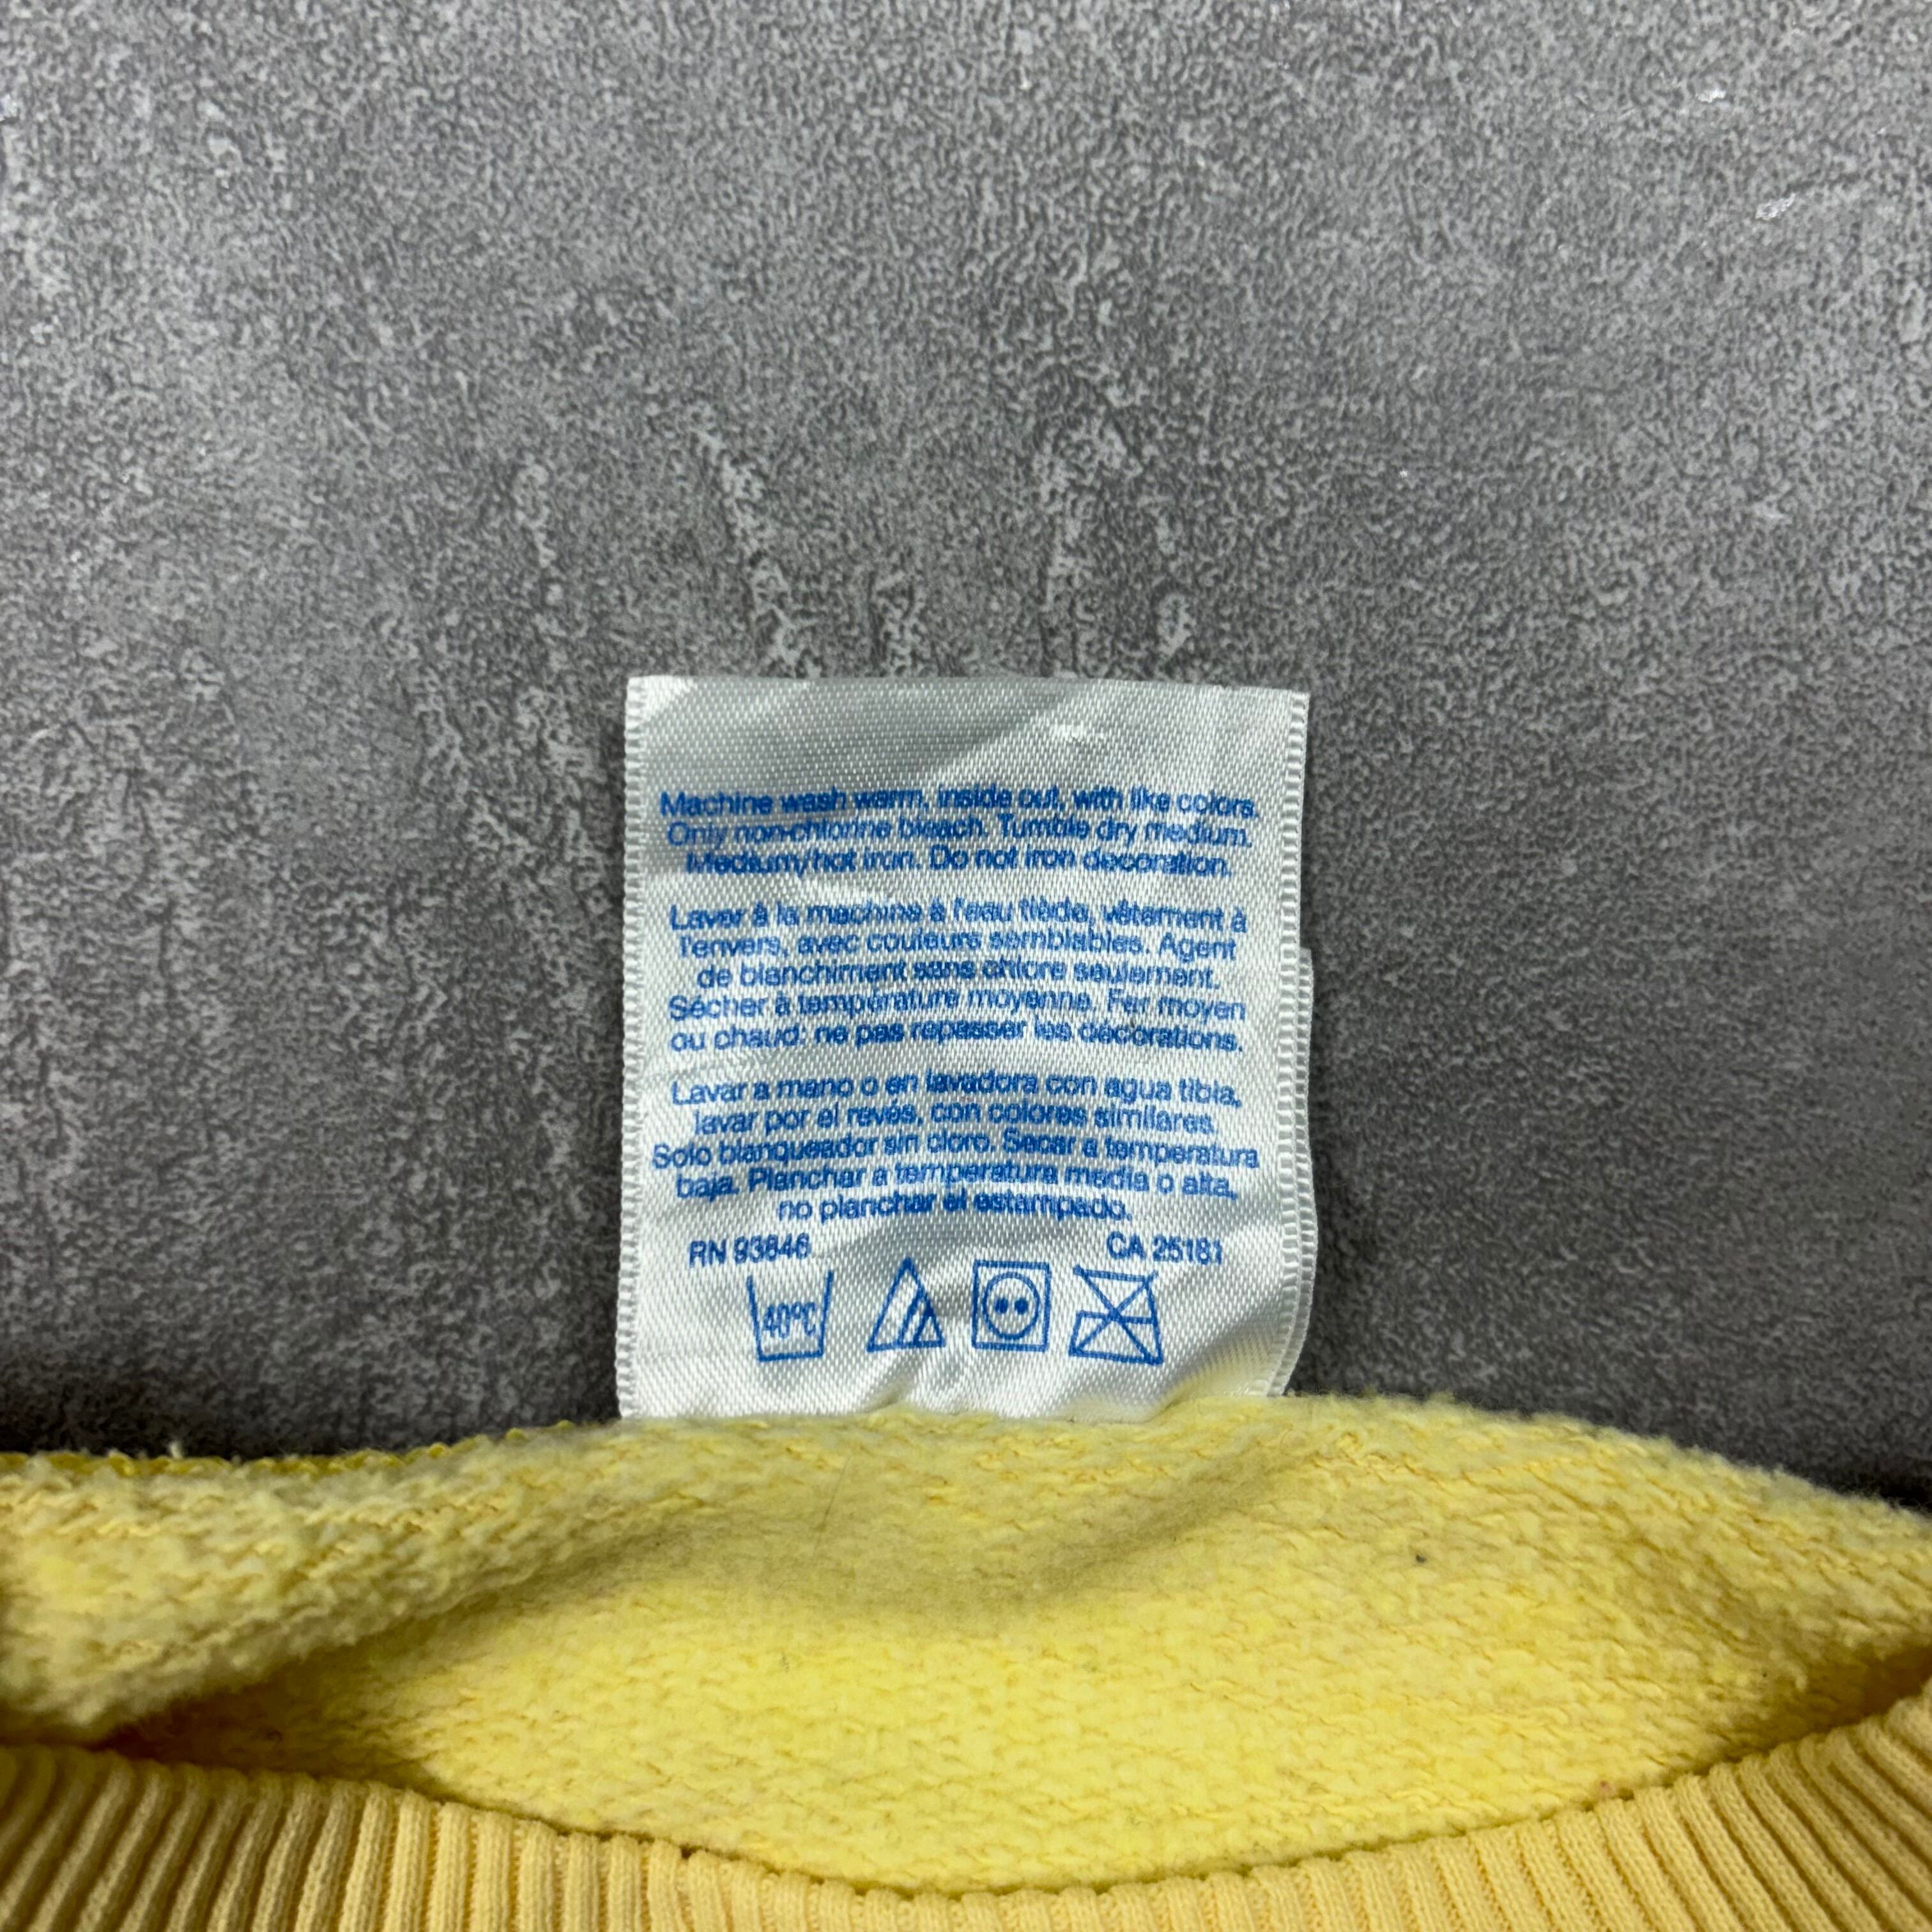 Machine wash warm, inside out, with like colors.
Only non-chlorine bleach. Tumble dry medium.
Medium/hot iron. Do not iron decoration.
Laver à la machine à l'eau tiède, vêtement à
l'envers, avec couleurs semblables. Agent
de blanchiment sans chlore seulement.
Sécher à température moyenne. Fer moyen
ou chaud; ne pas repasser les décorations.
Lavar a mano o en lavadora con agua tibia,
lavar por el revés, con colores similares.
Solo blanqueador sin cloro. Secar a temperatura
baja. Planchar a temperatura media o alta,
no planchar el estampado.
RN 93846 CA 25181
40°C